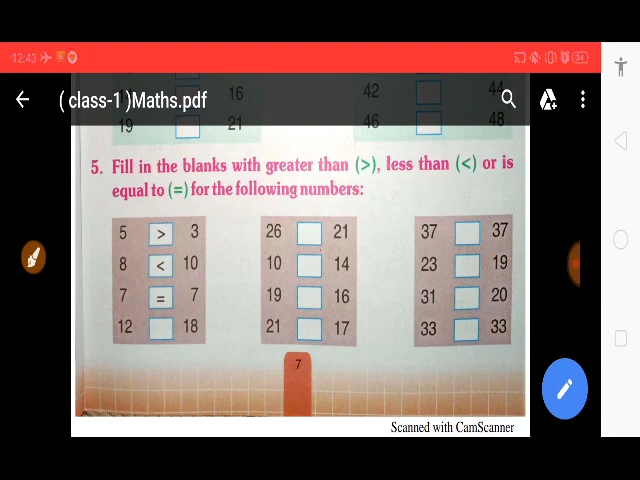 12:43
34
( class-1 )Maths.pdf
16 42 44
19 21 46 48
5. Fill in the blanks with greater than (>), less than (<) or is
equal to (=) for the following numbers:
5 > 3 26 21 37 37
8 < 10 10 14 23 19
7 = 7 19 16 31 20
12 18 21 17 33 33
7
Scanned with CamScanner